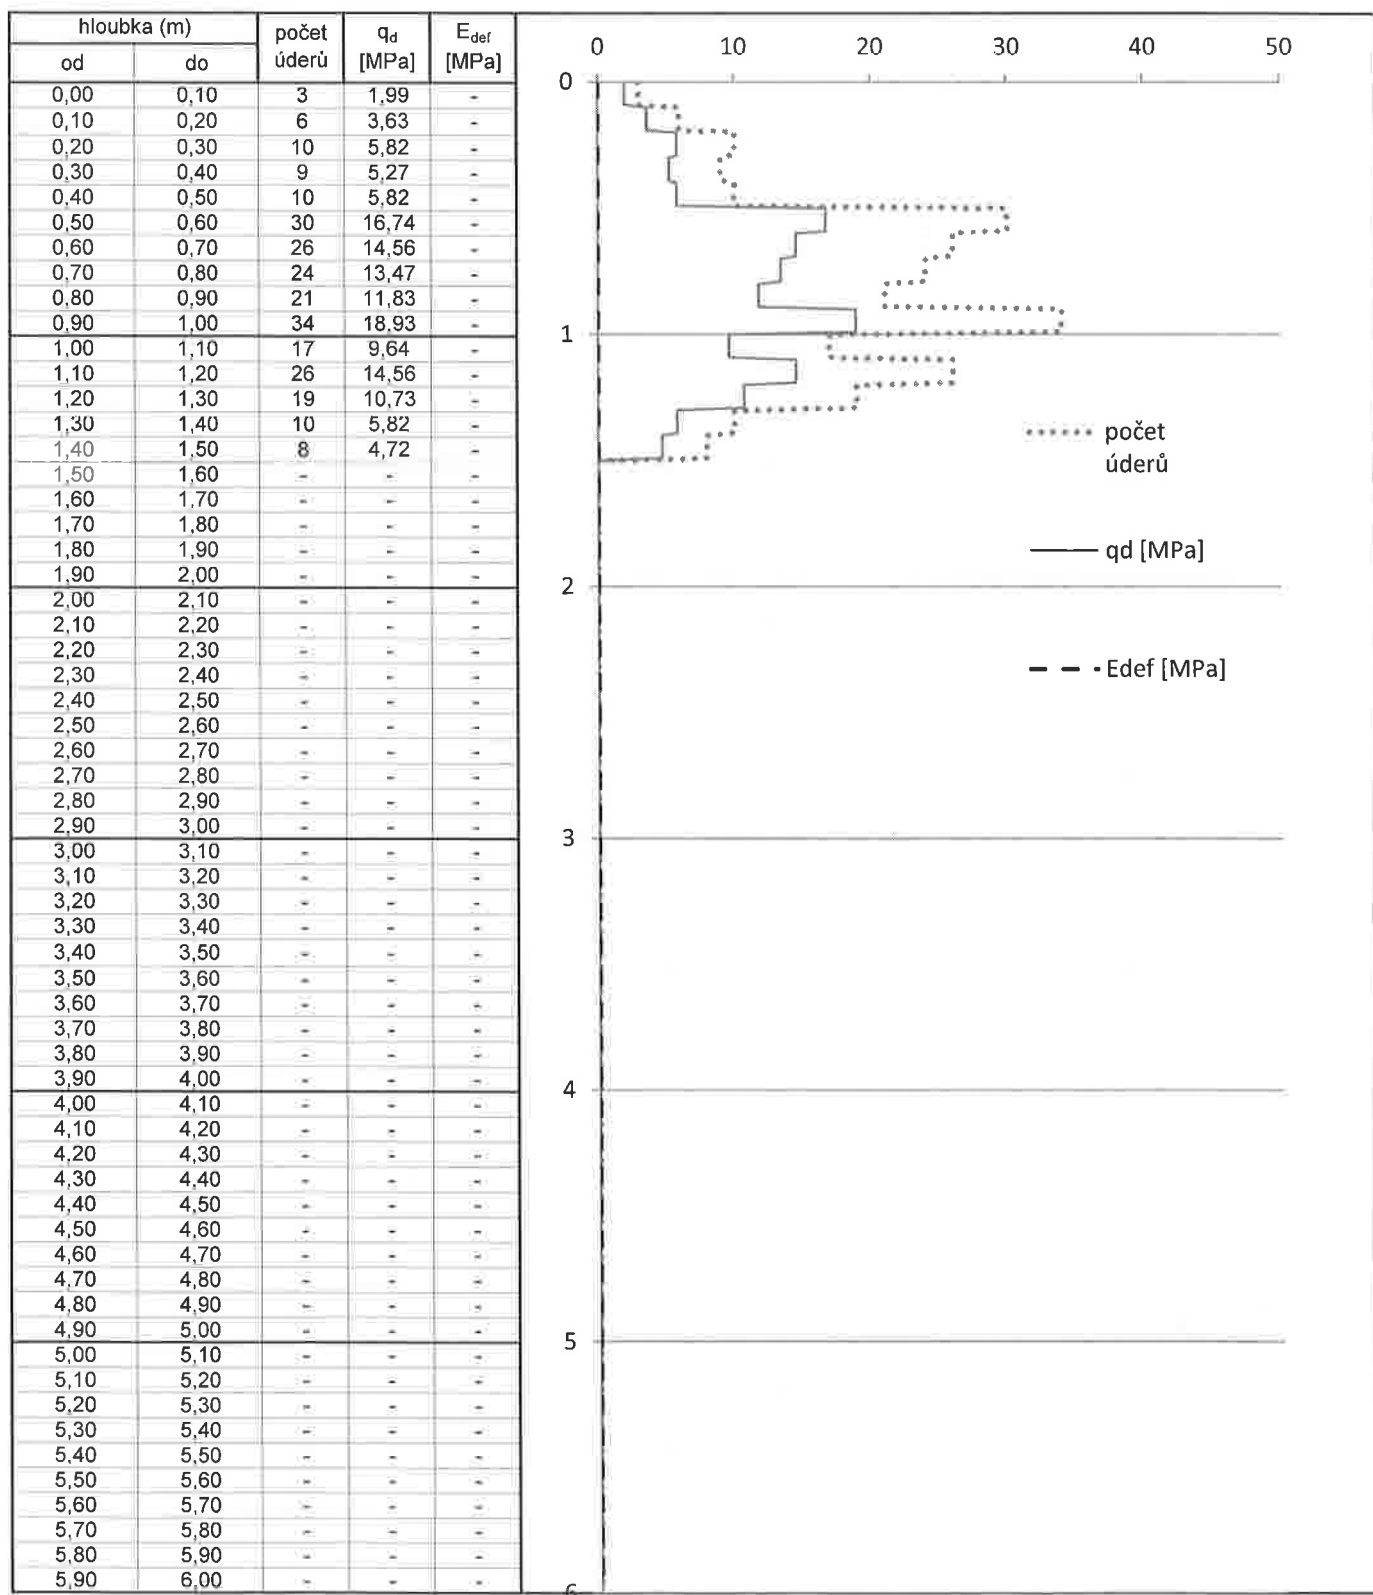 hloubka (m) počet úderů qd [MPa] Edef [MPa]
od do
0,00 0,10 3 1,99 -
0,10 0,20 6 3,63 -
0,20 0,30 10 5,82 -
0,30 0,40 9 5,27 -
0,40 0,50 10 5,82 -
0,50 0,60 30 16,74 -
0,60 0,70 26 14,56 -
0,70 0,80 24 13,47 -
0,80 0,90 21 11,83 -
0,90 1,00 34 18,93 -
1,00 1,10 17 9,64 -
1,10 1,20 26 14,56 -
1,20 1,30 19 10,73 -
1,30 1,40 10 5,82 -
1,40 1,50 8 4,72 -
1,50 1,60 - - -
1,60 1,70 - - -
1,70 1,80 - - -
1,80 1,90 - - -
1,90 2,00 - - -
2,00 2,10 - - -
2,10 2,20 - - -
2,20 2,30 - - -
2,30 2,40 - - -
2,40 2,50 - - -
2,50 2,60 - - -
2,60 2,70 - - -
2,70 2,80 - - -
2,80 2,90 - - -
2,90 3,00 - - -
3,00 3,10 - - -
3,10 3,20 - - -
3,20 3,30 - - -
3,30 3,40 - - -
3,40 3,50 - - -
3,50 3,60 - - -
3,60 3,70 - - -
3,70 3,80 - - -
3,80 3,90 - - -
3,90 4,00 - - -
4,00 4,10 - - -
4,10 4,20 - - -
4,20 4,30 - - -
4,30 4,40 - - -
4,40 4,50 - - -
4,50 4,60 - - -
4,60 4,70 - - -
4,70 4,80 - - -
4,80 4,90 - - -
4,90 5,00 - - -
5,00 5,10 - - -
5,10 5,20 - - -
5,20 5,30 - - -
5,30 5,40 - - -
5,40 5,50 - - -
5,50 5,60 - - -
5,60 5,70 - - -
5,70 5,80 - - -
5,80 5,90 - - -
5,90 6,00 - - -
0 10 20 30 40 50
0
1
2
3
4
5
6
počet
úderů
qd [MPa]
Edef [MPa]